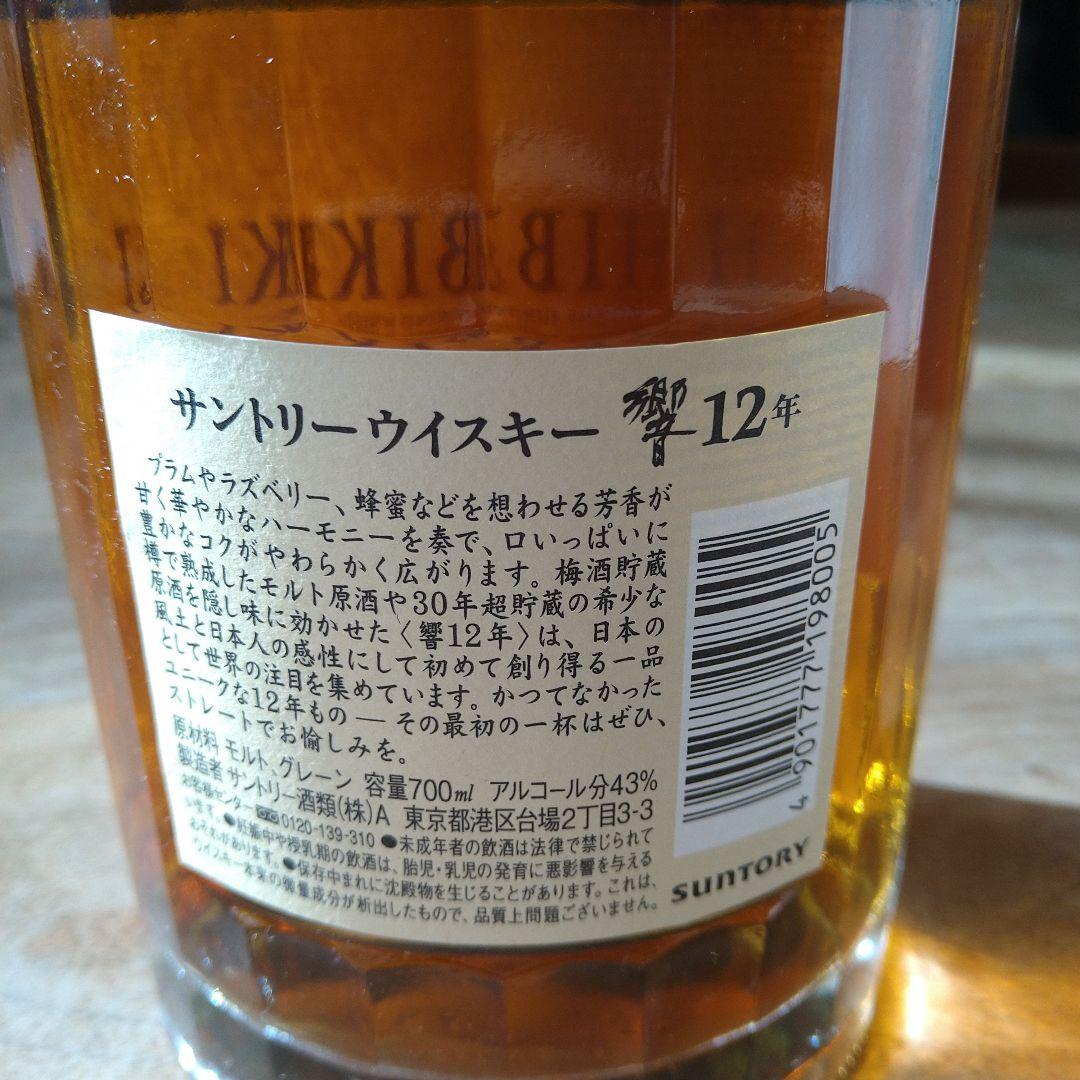 HIBIKI
サントリーウイスキー 響 12年
プラムやラズベリー、蜂蜜などを想わせる芳香が
甘く華やかなハーモニーを奏で、口いっぱいに
豊かなコクがやわらかく広がります。梅酒貯蔵
樽で熟成したモルト原酒や30年超貯蔵の希少な
原酒を隠し味に効かせた〈響12年〉は、日本の
風土と日本人の感性にして初めて創り得る一品
として世界の注目を集めています。かつてなかった
ユニークな12年もの — その最初の一杯はぜひ、
ストレートでお愉しみを。
原材料 モルト、グレーン 容量700ml アルコール分43%
製造者 サントリー酒類(株)A 東京都港区台場2丁目3-3
お客様センター 0120-139-310 ●未成年者の飲酒は法律で禁じられて
います。●妊娠中や授乳期の飲酒は、胎児・乳児の発育に悪影響を与える
おそれがあります。●保存中まれに沈殿物を生じることがあります。これは、
ウイスキー本来の微量成分が析出したもので、品質上問題ございません。
4901777198005
SUNTORY